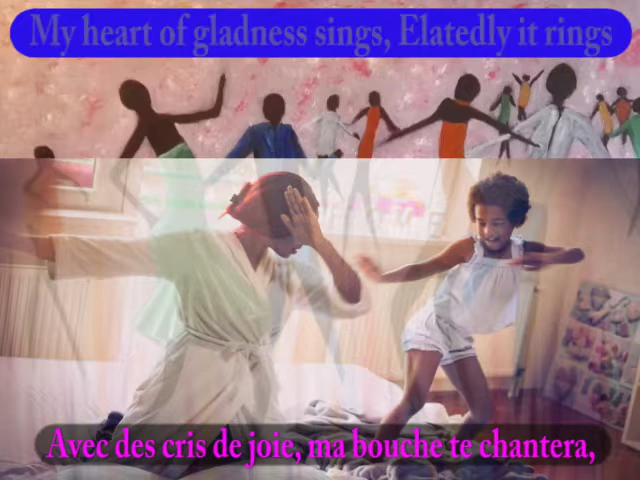 My heart of gladness sings, Elatedly it rings
Avec des cris de joie, ma bouche te chantera,